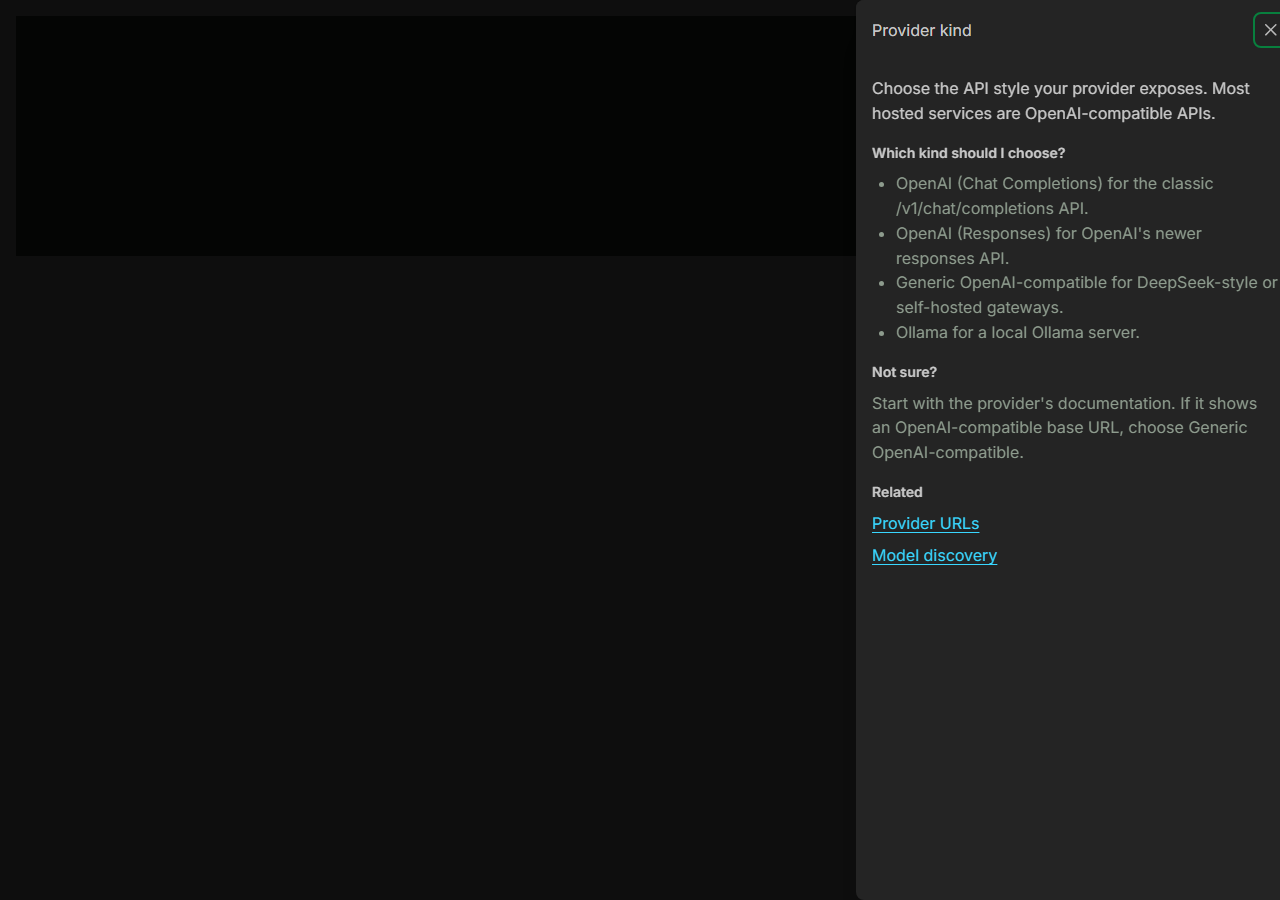 Provider kind
Choose the API style your provider exposes. Most
hosted services are OpenAI-compatible APIs.
Which kind should I choose?
• OpenAI (Chat Completions) for the classic
/v1/chat/completions API.
• OpenAI (Responses) for OpenAI's newer
responses API.
• Generic OpenAI-compatible for DeepSeek-style or
self-hosted gateways.
• Ollama for a local Ollama server.
Not sure?
Start with the provider's documentation. If it shows
an OpenAI-compatible base URL, choose Generic
OpenAI-compatible.
Related
Provider URLs
Model discovery